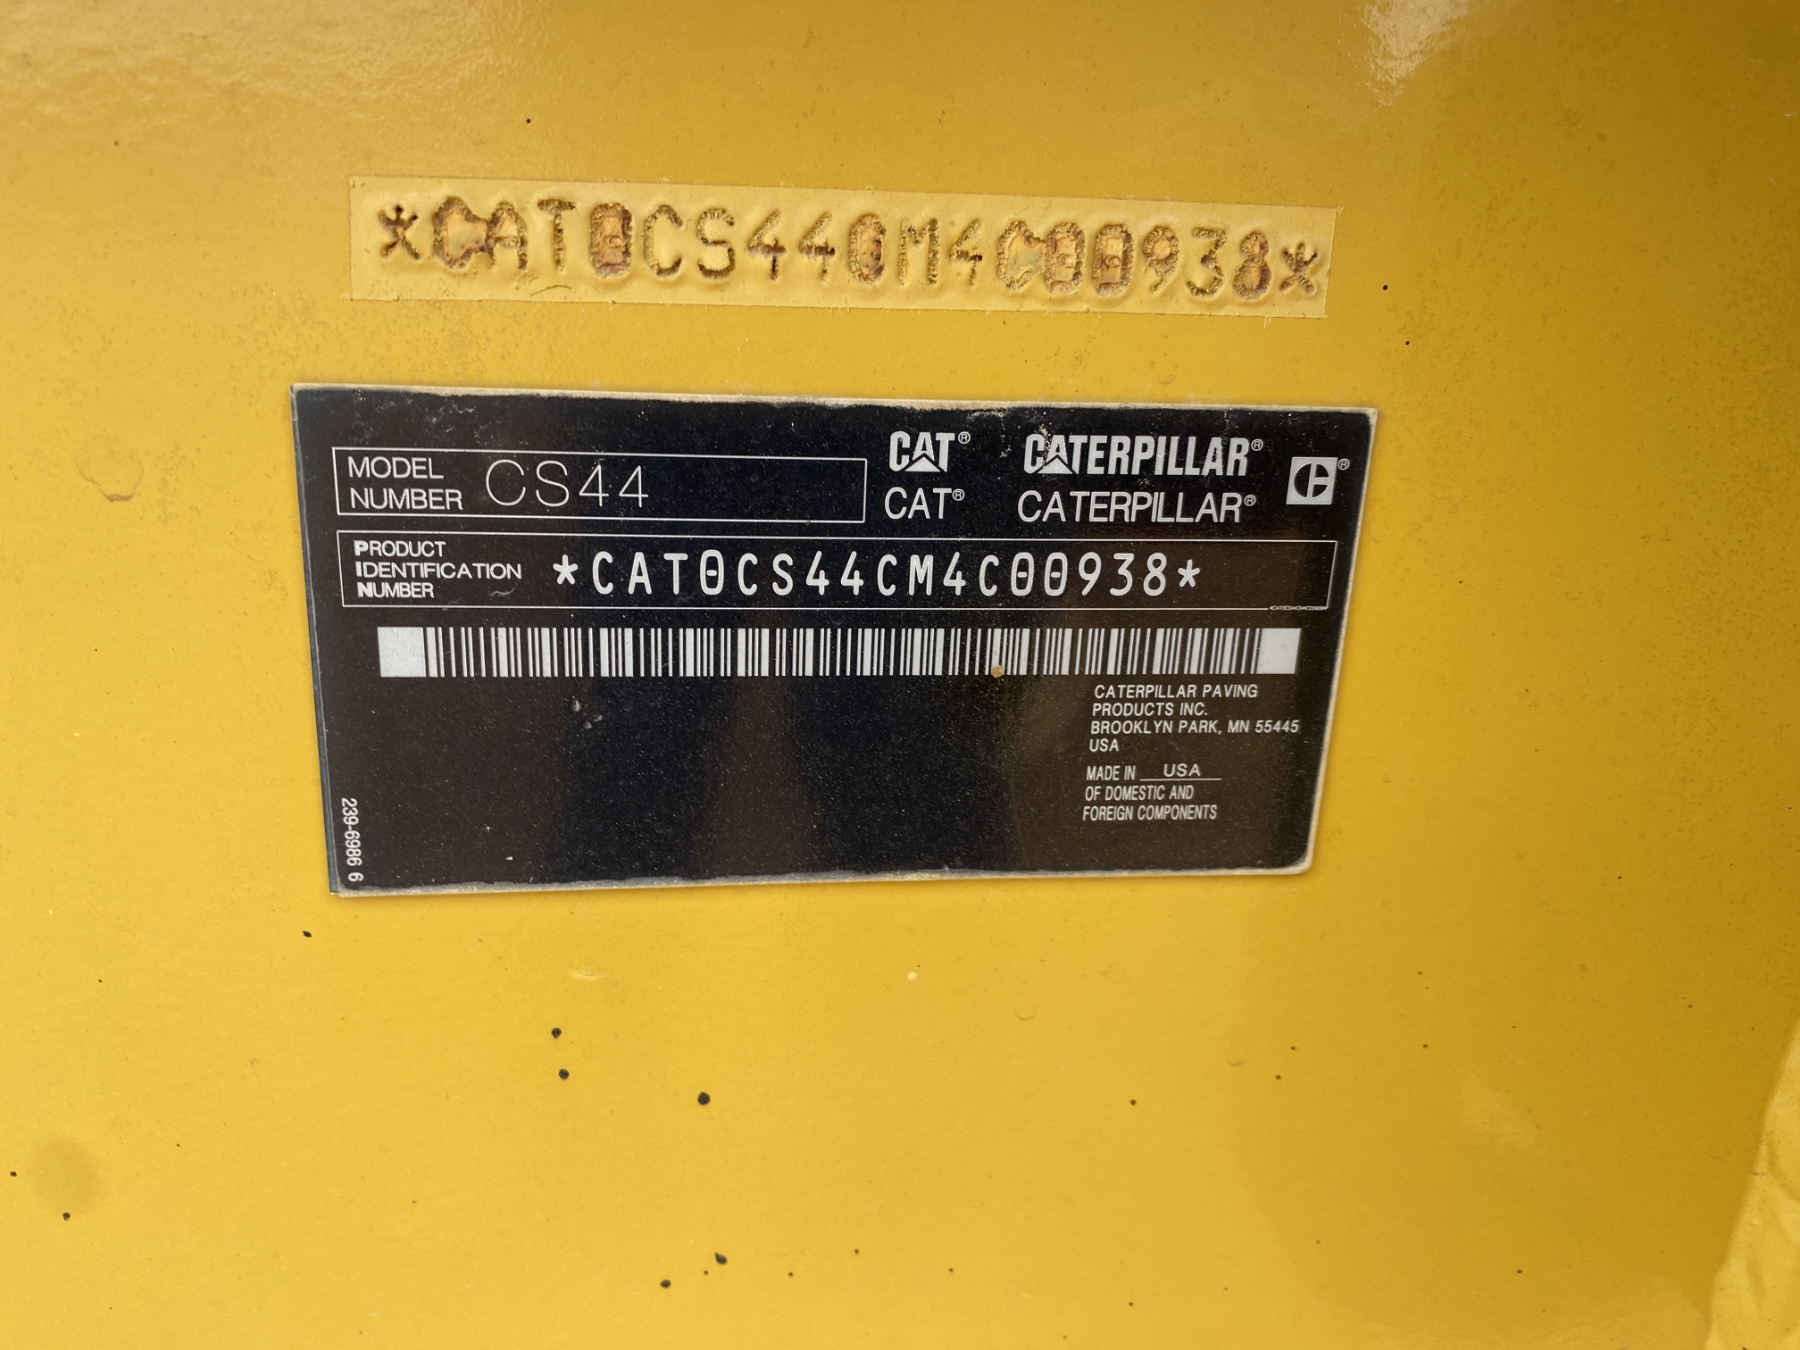 *CAT0CS440M4C00938*
MODEL NUMBER CS44
CAT® CATERPILLAR® C®
CAT® CATERPILLAR®
PRODUCT IDENTIFICATION NUMBER *CAT0CS44CM4C00938*
CATERPILLAR PAVING
PRODUCTS INC.
BROOKLYN PARK, MN 55445
USA
MADE IN USA
OF DOMESTIC AND
FOREIGN COMPONENTS
239-6986 6